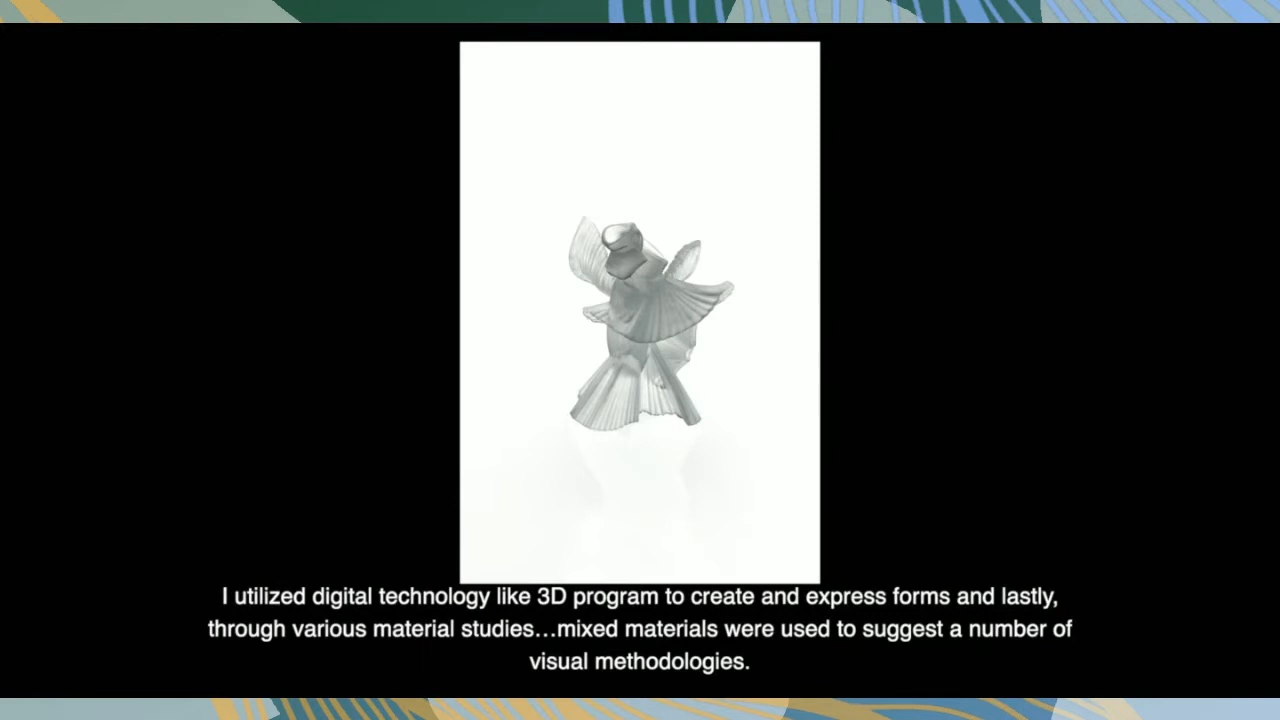 I utilized digital technology like 3D program to create and express forms and lastly,
through various material studies...mixed materials were used to suggest a number of
visual methodologies.